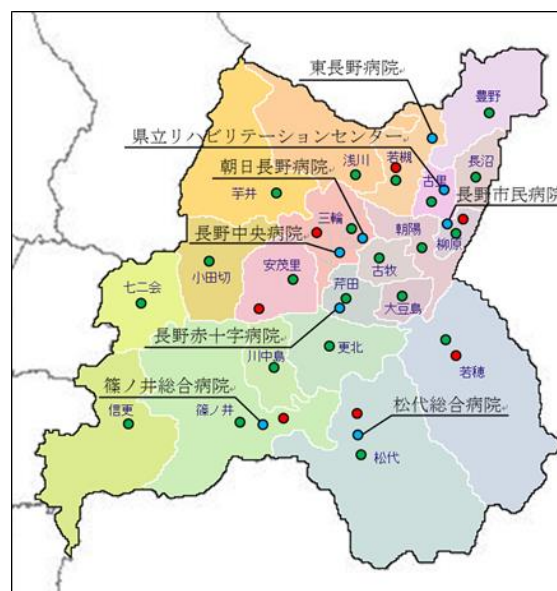 東長野病院
豊野
県立リハビリテーションセンター
朝日長野病院
浅川
若槻
長沼
芋井
古里
長野市民病院
三輪
朝陽
柳原
長野中央病院
七二会
小田切
安茂里
古牧
芹田
大豆島
長野赤十字病院
川中島
更北
若穂
篠ノ井総合病院
松代総合病院
信更
篠ノ井
松代